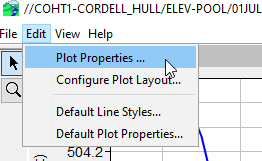 //COHT1-CORDELL_HULL/ELEV-POOL/01JUL
File Edit View Help
Plot Properties ...
Configure Plot Layout...
Default Line Styles...
Default Plot Properties...
504.2